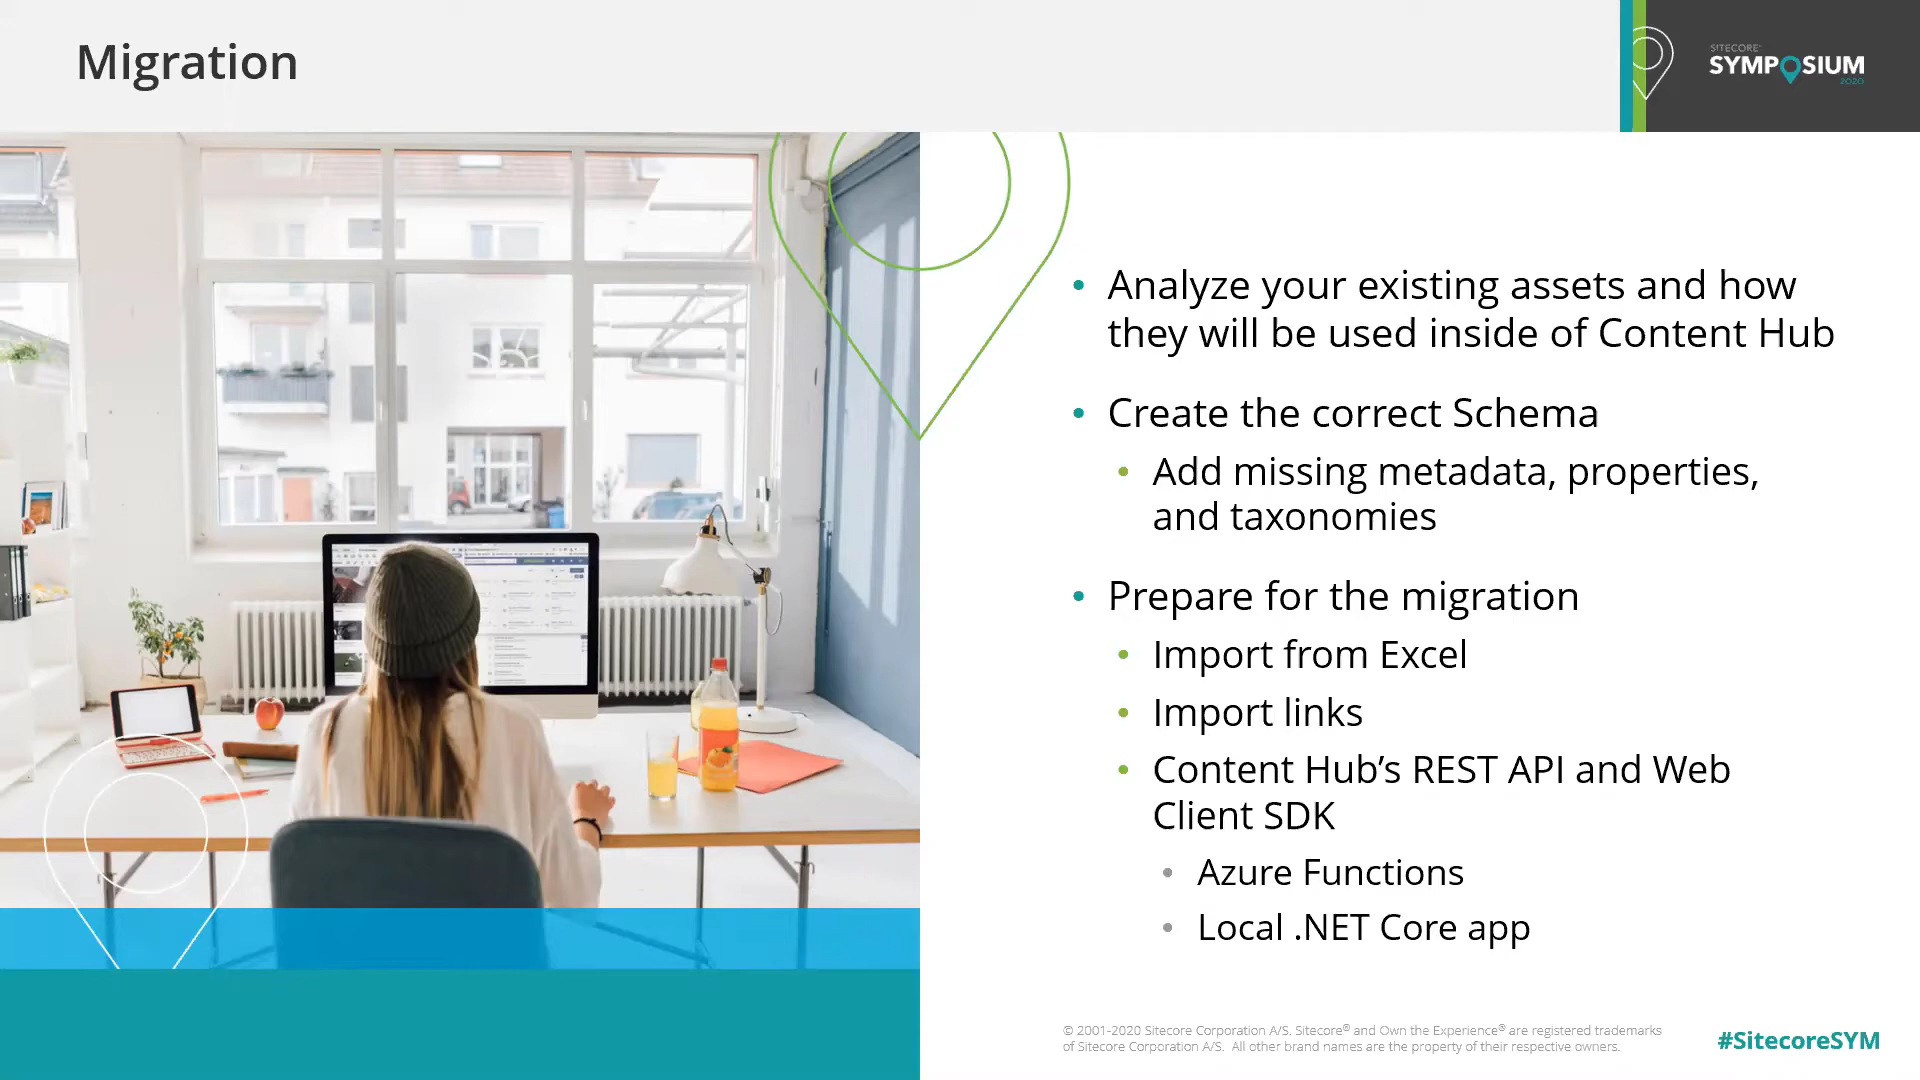 Migration
SITECORE
SYMPOSIUM
2020
• Analyze your existing assets and how
they will be used inside of Content Hub
• Create the correct Schema
• Add missing metadata, properties,
and taxonomies
• Prepare for the migration
• Import from Excel
• Import links
• Content Hub’s REST API and Web
Client SDK
• Azure Functions
• Local .NET Core app
© 2001-2020 Sitecore Corporation A/S. Sitecore® and Own the Experience® are registered trademarks
of Sitecore Corporation A/S. All other brand names are the property of their respective owners.
#SitecoreSYM